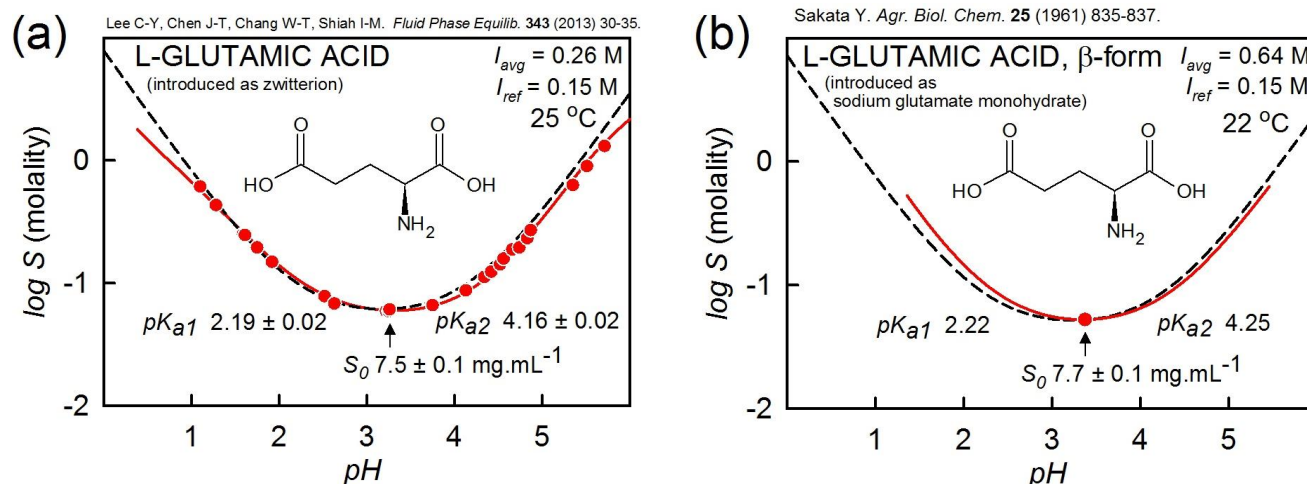 Lee C-Y, Chen J-T, Chang W-T, Shiah I-M. Fluid Phase Equilib. 343 (2013) 30-35.
(a)
L-GLUTAMIC ACID
(introduced as zwitterion)
Iavg = 0.26 M
Iref = 0.15 M
25 °C
O
O
HO
OH
NH2
log S (molality)
0
-1
-2
pKa1 2.19 ± 0.02
pKa2 4.16 ± 0.02
S0 7.5 ± 0.1 mg.mL-1
1 2 3 4 5
pH
Sakata Y. Agr. Biol. Chem. 25 (1961) 835-837.
(b)
L-GLUTAMIC ACID, β-form
(introduced as
sodium glutamate monohydrate)
Iavg = 0.64 M
Iref = 0.15 M
22 °C
O
O
HO
OH
NH2
log S (molality)
0
-1
-2
pKa1 2.22
pKa2 4.25
S0 7.7 ± 0.1 mg.mL-1
1 2 3 4 5
pH